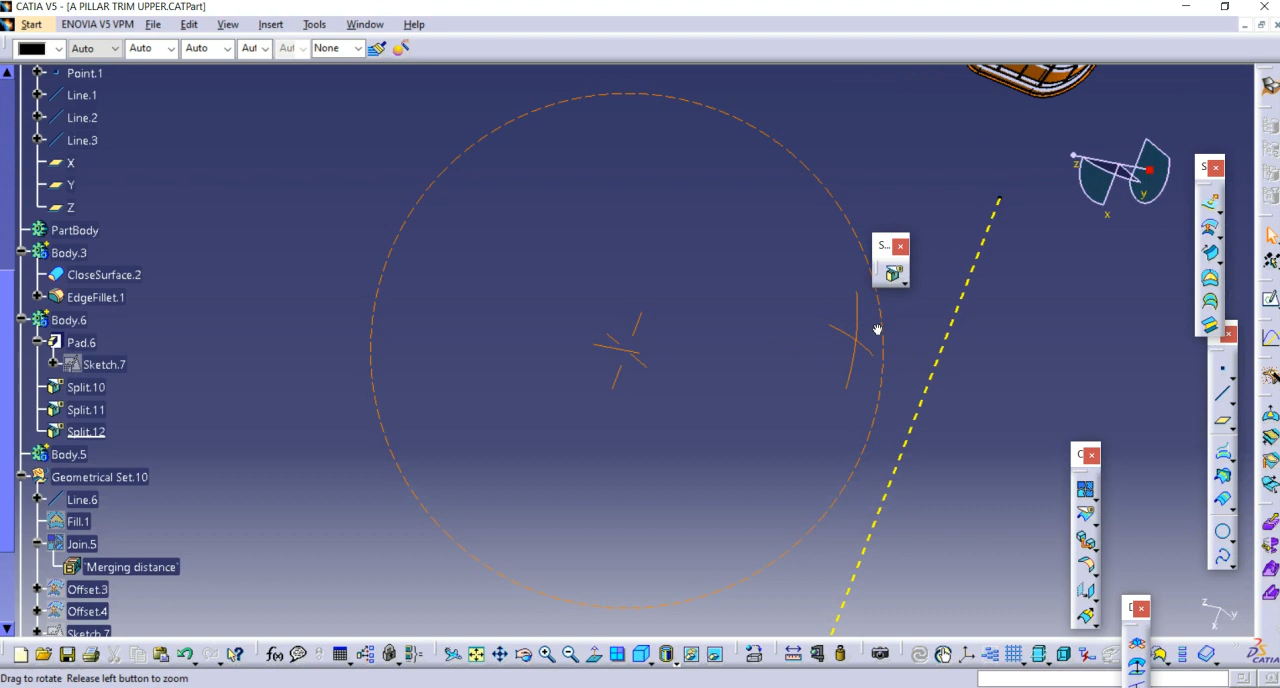 CATIA V5 - [A PILLAR TRIM UPPER.CATPart]
Start ENOVIA V5 VPM File Edit View Insert Tools Window Help
Auto Auto Auto Aut Aut None
Point.1
Line.1
Line.2
Line.3
X
Y
Z
PartBody
Body.3
CloseSurface.2
EdgeFillet.1
Body.6
Pad.6
Sketch.7
Split.10
Split.11
Split.12
Body.5
Geometrical Set.10
Line.6
Fill.1
Join.5
'Merging distance'
Offset.3
Offset.4
Sketch.7
S...
S
C
z
y
x
z
y
x
f(x)
CATIA
Drag to rotate Release left button to zoom